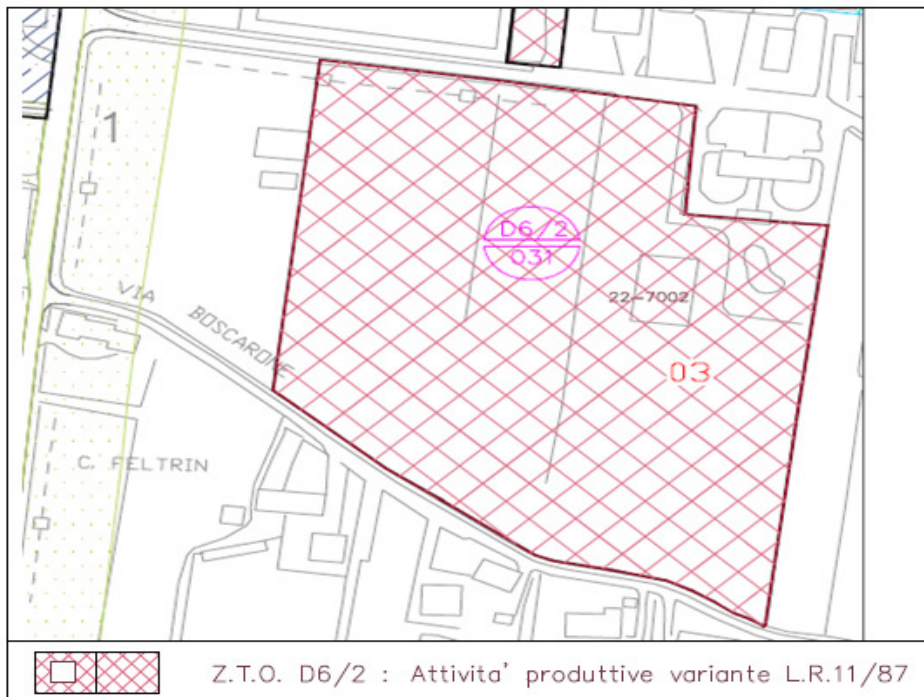 1
D6/2
031
22-7002
VIA BOSCARONE
03
C. FELTRIN
Z.T.O. D6/2 : Attivita' produttive variante L.R.11/87